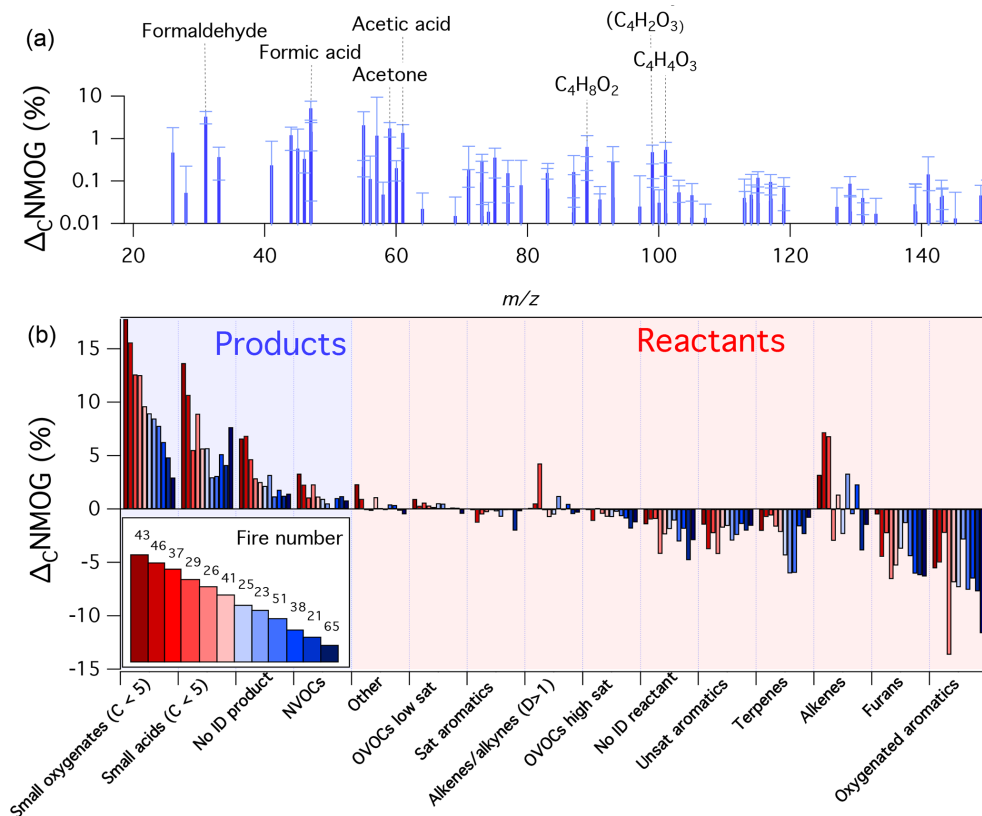 (a)
Formaldehyde
Formic acid
Acetic acid
Acetone
C4H8O2
(C4H2O3)
C4H4O3
ΔCNMOG (%)
10
1
0.1
0.01
20 40 60 80 100 120 140
m/z
(b)
Products
Reactants
ΔCNMOG (%)
15
10
5
0
-5
-10
-15
Fire number
43 46 37 29 26 41 25 23 51 38 21 65
Small oxygenates (C < 5)
Small acids (C < 5)
No ID product
NVOCs
Other
OVOCs low sat
Sat aromatics
Alkenes/alkynes (D>1)
OVOCs high sat
No ID reactant
Unsat aromatics
Terpenes
Alkenes
Furans
Oxygenated aromatics